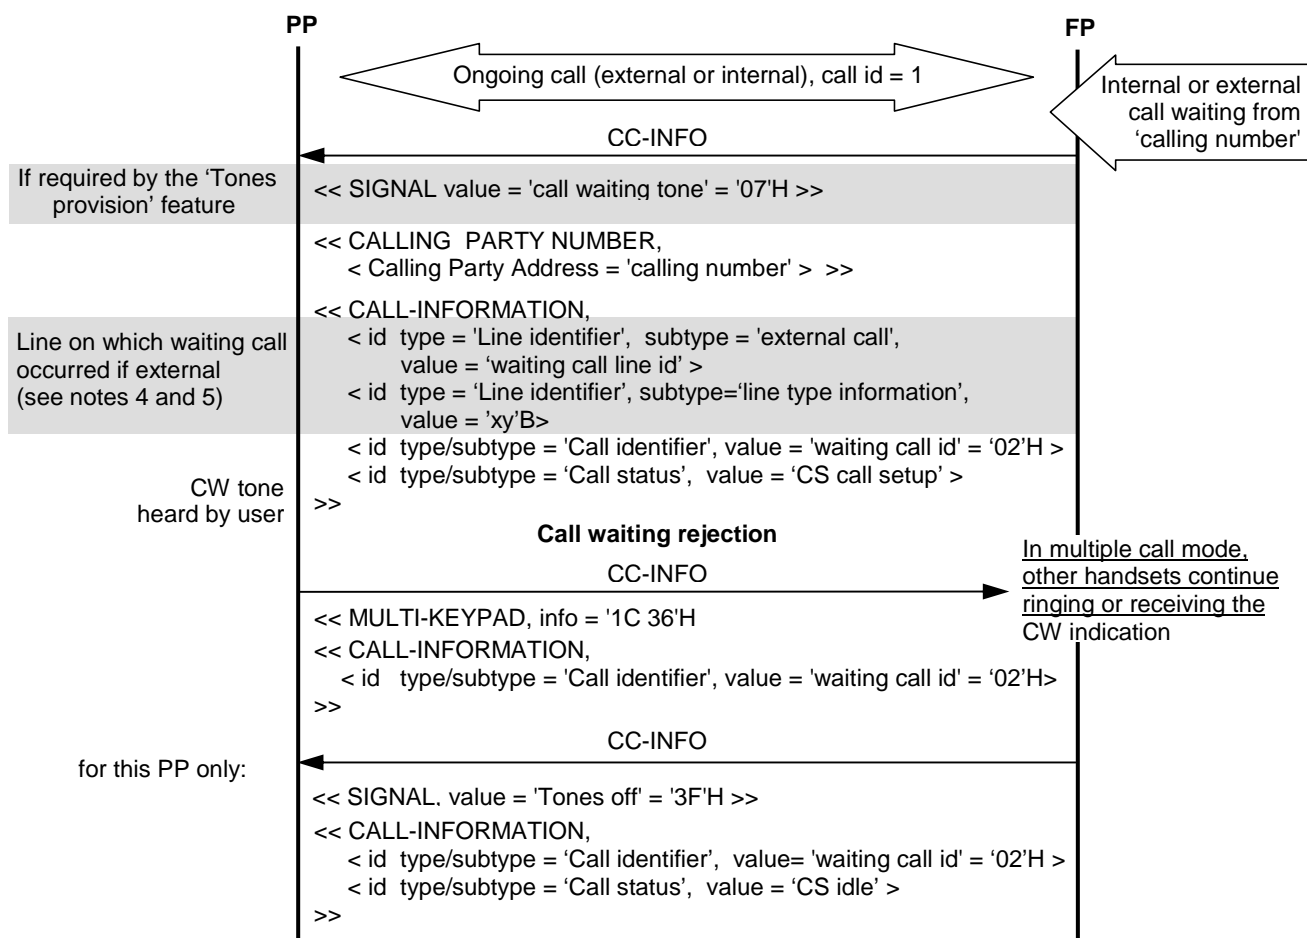 PP
FP
Ongoing call (external or internal), call id = 1
Internal or external
call waiting from
‘calling number’
CC-INFO
If required by the ‘Tones
provision’ feature
<< SIGNAL value = 'call waiting tone' = '07'H >>
<< CALLING PARTY NUMBER,
< Calling Party Address = 'calling number' > >>
<< CALL-INFORMATION,
Line on which waiting call
occurred if external
(see notes 4 and 5)
< id type = 'Line identifier', subtype = 'external call',
value = ‘waiting call line id’ >
< id type = ‘Line identifier’, subtype=‘line type information’,
value = ’xy’B>
< id type/subtype = 'Call identifier', value = 'waiting call id' = ‘02’H >
< id type/subtype = 'Call status', value = 'CS call setup' >
>>
CW tone
heard by user
Call waiting rejection
CC-INFO
In multiple call mode,
other handsets continue
ringing or receiving the
CW indication
<< MULTI-KEYPAD, info = '1C 36'H
<< CALL-INFORMATION,
< id type/subtype = 'Call identifier', value = 'waiting call id' = ‘02’H>
>>
CC-INFO
for this PP only:
<< SIGNAL, value = 'Tones off' = '3F'H >>
<< CALL-INFORMATION,
< id type/subtype = ‘Call identifier’, value= 'waiting call id' = ‘02’H >
< id type/subtype = ‘Call status’, value = ‘CS idle’ >
>>